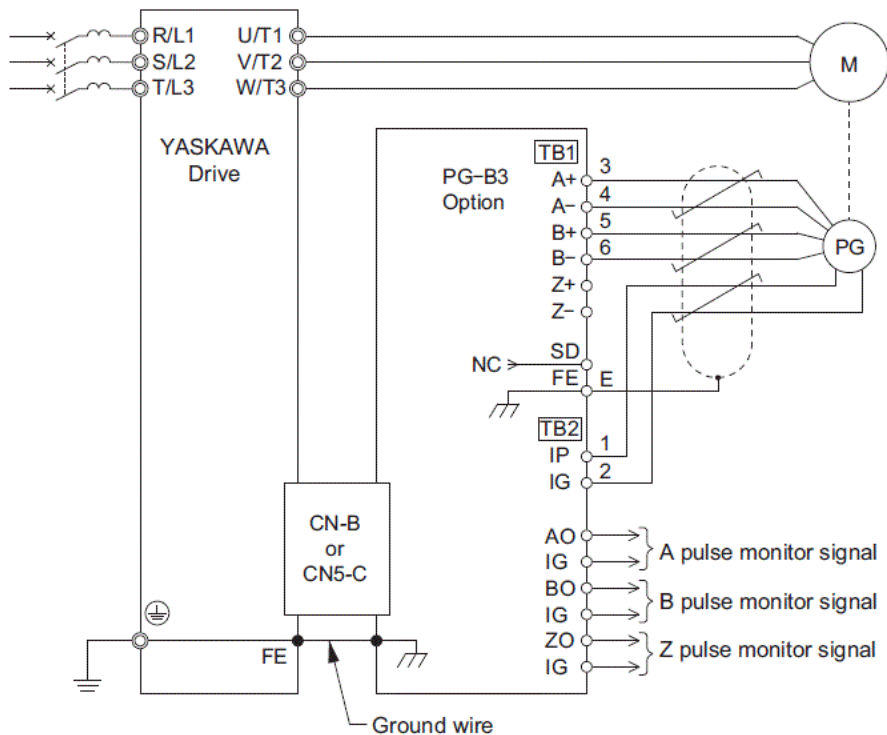 R/L1 U/T1
S/L2 V/T2
T/L3 W/T3
M
YASKAWA
Drive
PG-B3
Option
TB1
A+ 3
A- 4
B+ 5
B- 6
Z+
Z-
PG
NC SD
FE E
TB2
IP 1
IG 2
CN-B
or
CN5-C
AO
IG
A pulse monitor signal
BO
IG
B pulse monitor signal
ZO
IG
Z pulse monitor signal
FE
Ground wire